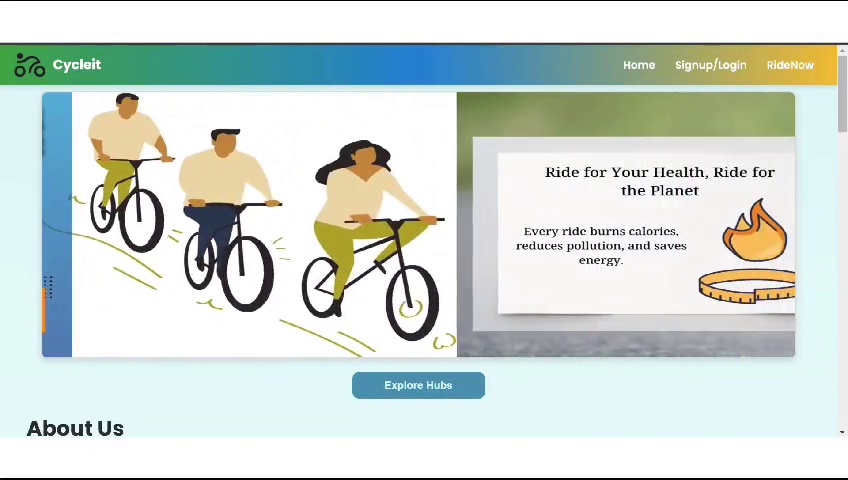 Cycleit
Home
Signup/Login
RideNow
Ride for Your Health, Ride for
the Planet
Every ride burns calories,
reduces pollution, and saves
energy.
Explore Hubs
About Us